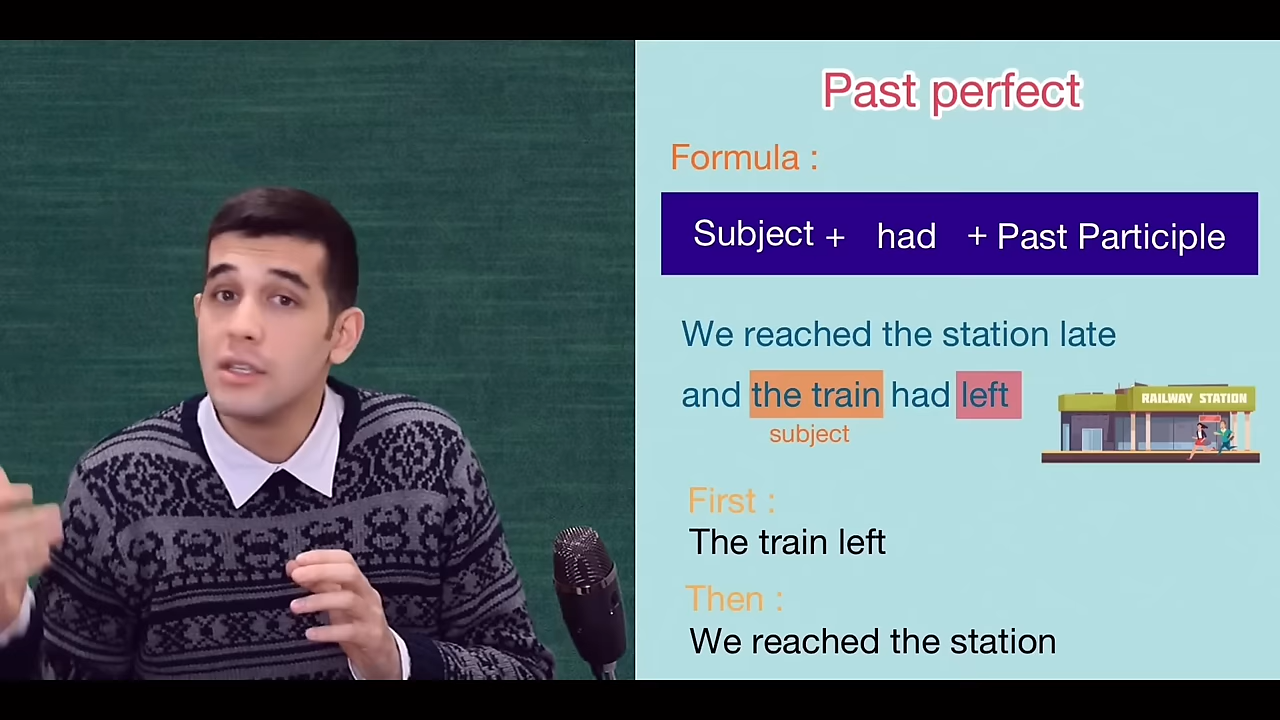 Past perfect
Formula :
Subject + had + Past Participle
We reached the station late
and the train had left
subject
RAILWAY STATION
First :
The train left
Then :
We reached the station